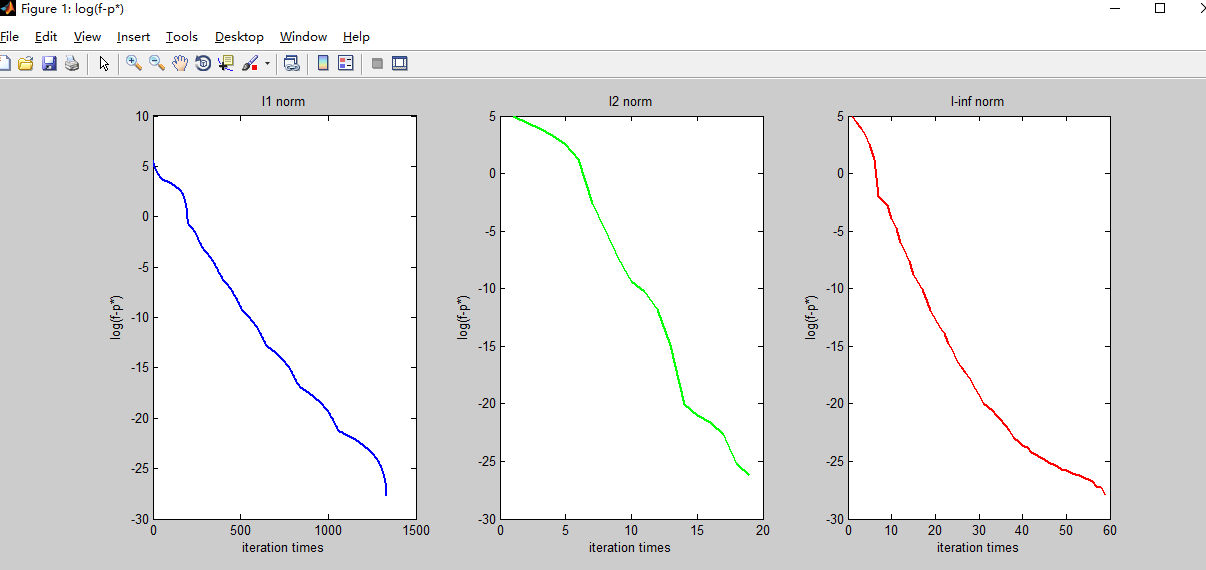 Figure 1: log(f-p*)
File Edit View Insert Tools Desktop Window Help
l1 norm
10
5
0
-5
-10
-15
-20
-25
-30
log(f-p*)
0 500 1000 1500
iteration times
l2 norm
5
0
-5
-10
-15
-20
-25
-30
log(f-p*)
0 5 10 15 20
iteration times
l-inf norm
5
0
-5
-10
-15
-20
-25
-30
log(f-p*)
0 10 20 30 40 50 60
iteration times